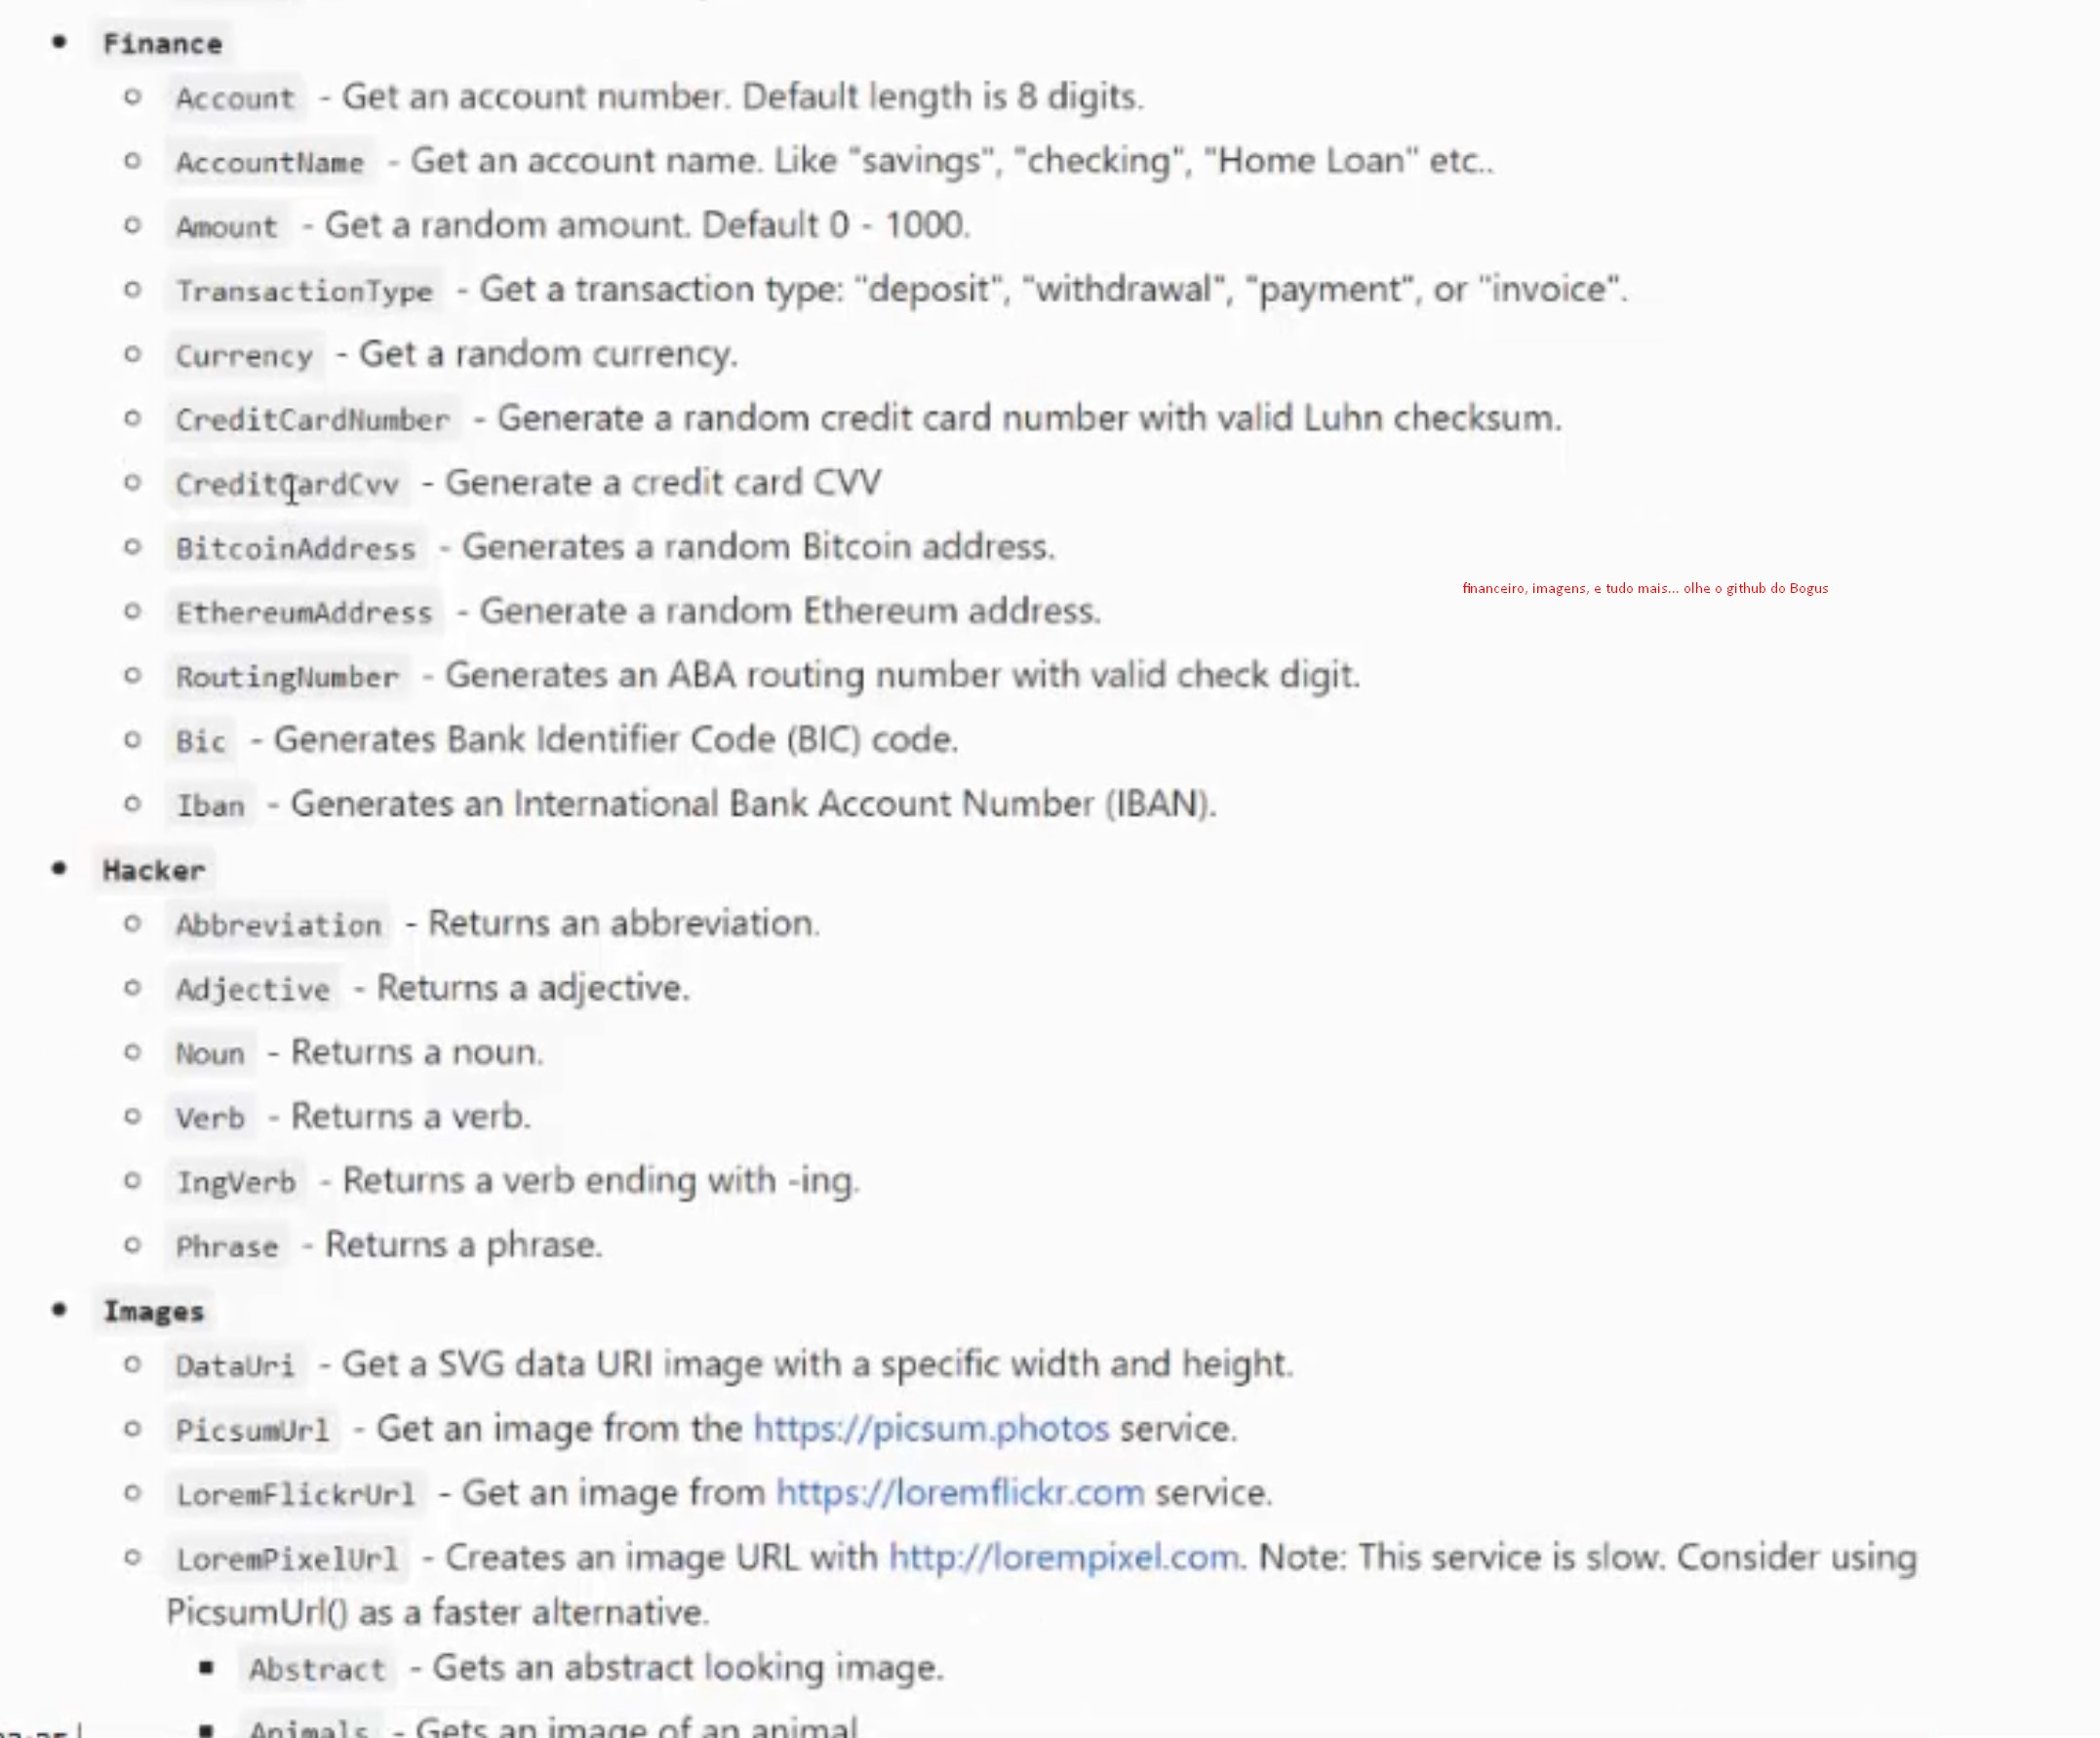 Finance
Account - Get an account number. Default length is 8 digits.
AccountName - Get an account name. Like "savings", "checking", "Home Loan" etc..
Amount - Get a random amount. Default 0 - 1000.
TransactionType - Get a transaction type: "deposit", "withdrawal", "payment", or "invoice".
Currency - Get a random currency.
CreditCardNumber - Generate a random credit card number with valid Luhn checksum.
CreditCardCvv - Generate a credit card CVV
BitcoinAddress - Generates a random Bitcoin address.
financeiro, imagens, e tudo mais... olhe o github do Bogus
EthereumAddress - Generate a random Ethereum address.
RoutingNumber - Generates an ABA routing number with valid check digit.
Bic - Generates Bank Identifier Code (BIC) code.
Iban - Generates an International Bank Account Number (IBAN).
Hacker
Abbreviation - Returns an abbreviation.
Adjective - Returns a adjective.
Noun - Returns a noun.
Verb - Returns a verb.
IngVerb - Returns a verb ending with -ing.
Phrase - Returns a phrase.
Images
DataUri - Get a SVG data URI image with a specific width and height.
PicsumUrl - Get an image from the https://picsum.photos service.
LoremFlickrUrl - Get an image from https://loremflickr.com service.
LoremPixelUrl - Creates an image URL with http://lorempixel.com. Note: This service is slow. Consider using
PicsumUrl() as a faster alternative.
Abstract - Gets an abstract looking image.
Animals - Gets an image of an animal